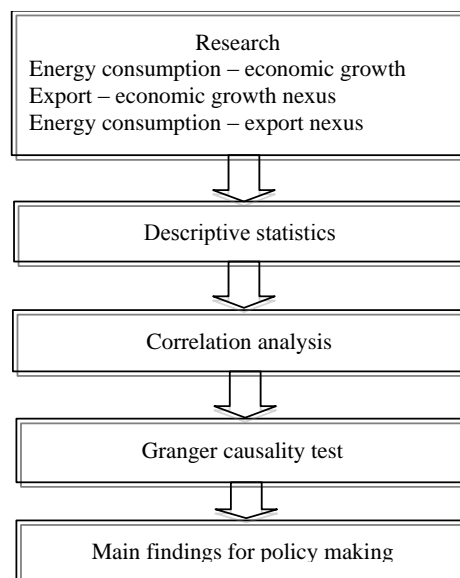 Research
Energy consumption – economic growth
Export – economic growth nexus
Energy consumption – export nexus
Descriptive statistics
Correlation analysis
Granger causality test
Main findings for policy making